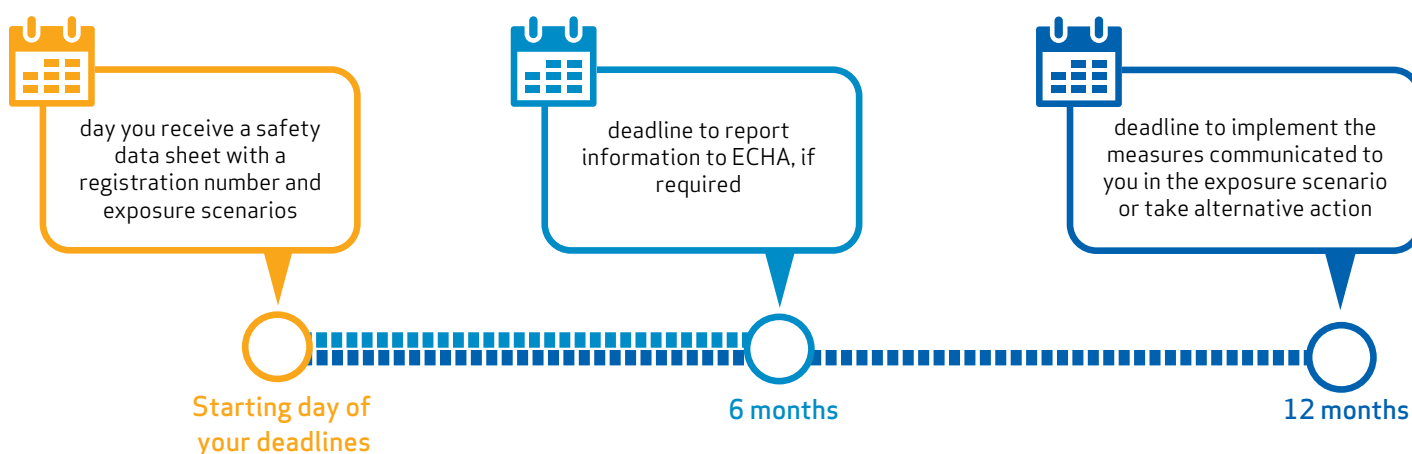 day you receive a safety
data sheet with a
registration number and
exposure scenarios
deadline to report
information to ECHA, if
required
deadline to implement the
measures communicated to
you in the exposure scenario
or take alternative action
Starting day of
your deadlines
6 months
12 months